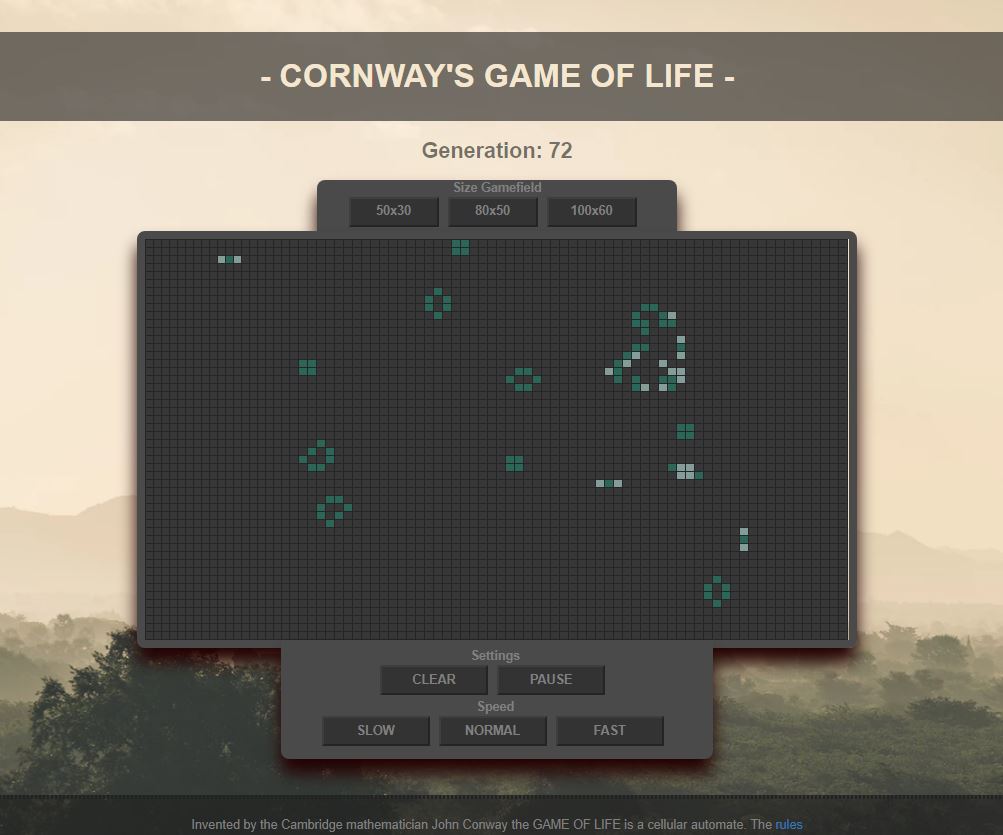 - CORNWAY'S GAME OF LIFE -
Generation: 72
Size Gamefield
50x30 80x50 100x60
Settings
CLEAR PAUSE
Speed
SLOW NORMAL FAST
Invented by the Cambridge mathematician John Conway the GAME OF LIFE is a cellular automate. The rules